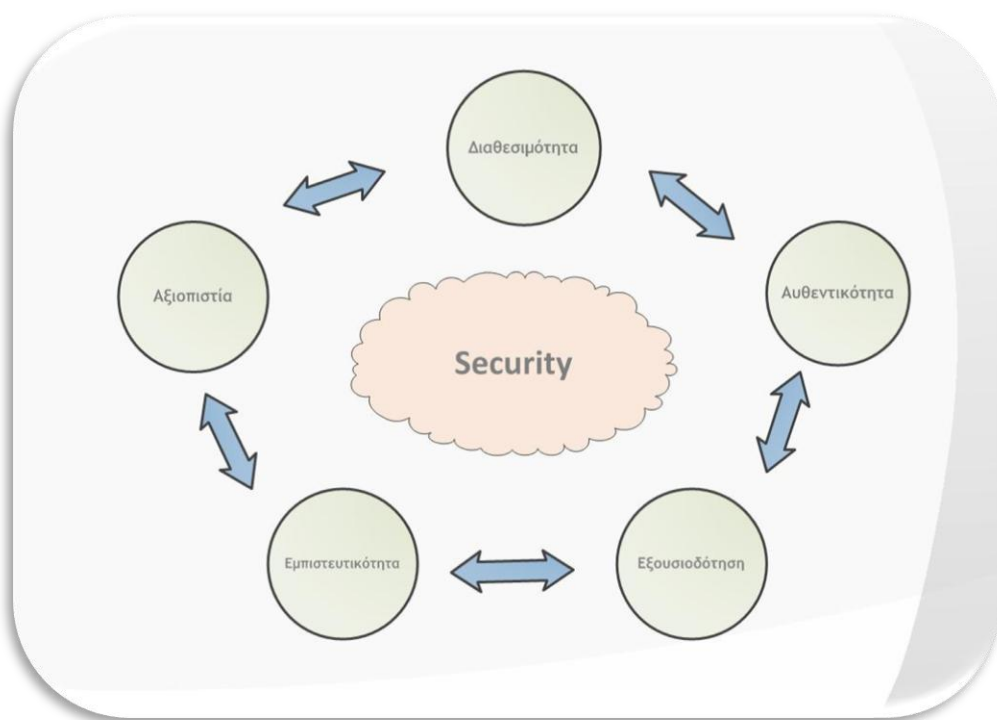 Διαθεσιμότητα
Αξιοπιστία
Αυθεντικότητα
Security
Εμπιστευτικότητα
Εξουσιοδότηση